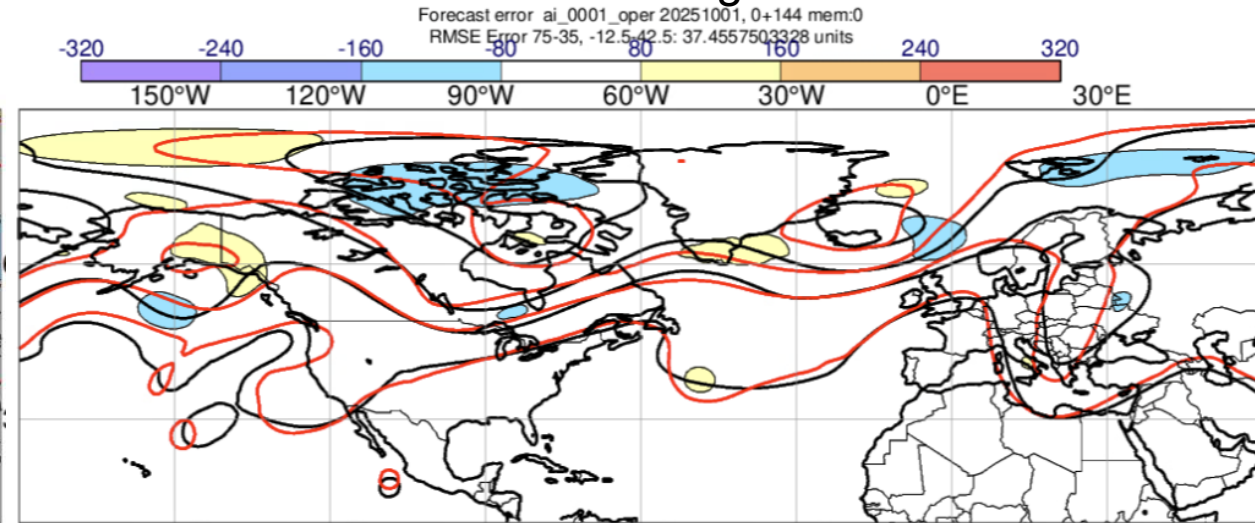 Forecast error ai_0001_oper 20251001, 0+144 mem:0
RMSE Error 75-35, -12.5-42.5: 37.4557503328 units
-320 -240 -160 -80 80 160 240 320
150°W 120°W 90°W 60°W 30°W 0°E 30°E